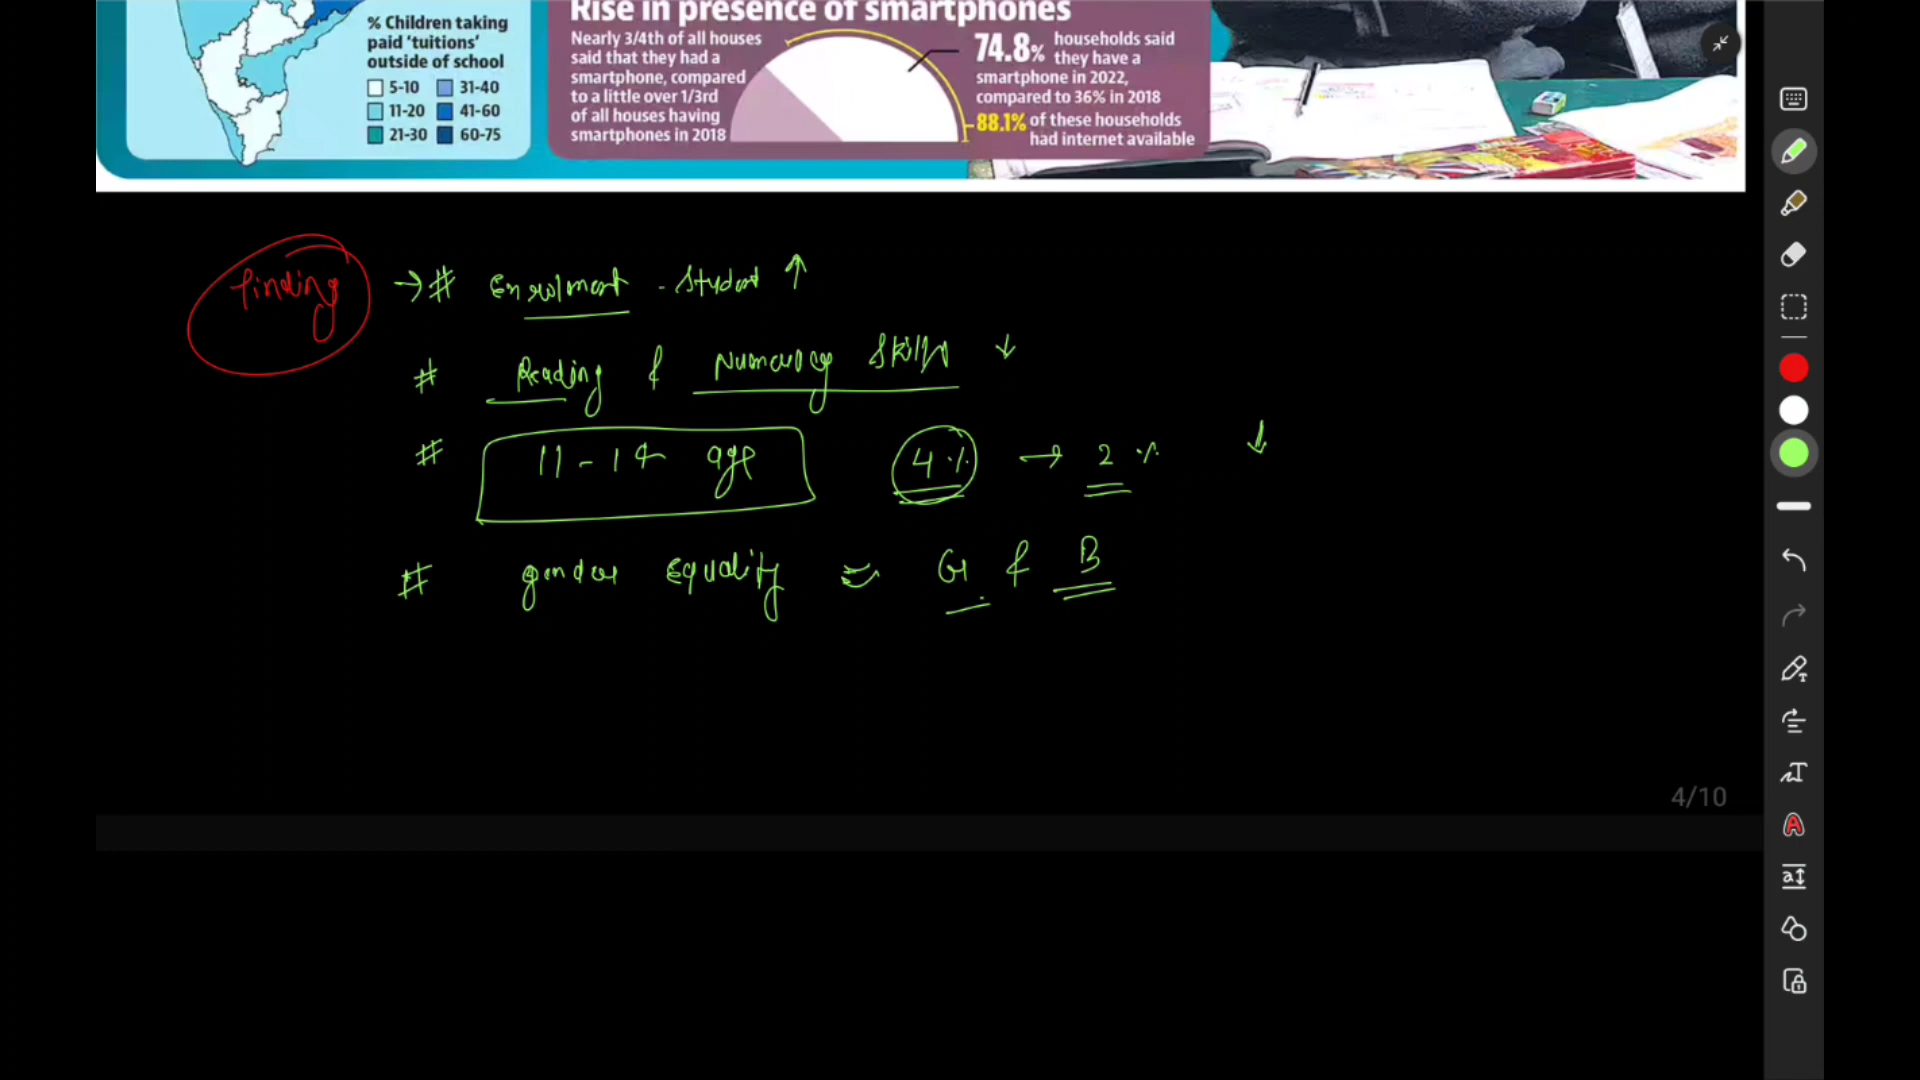 % Children taking
paid 'tuitions'
outside of school
5-10 31-40
11-20 41-60
21-30 60-75
Rise in presence of smartphones
Nearly 3/4th of all houses
said that they had a
smartphone, compared
to a little over 1/3rd
of all houses having
smartphones in 2018
74.8% households said
they have a
smartphone in 2022,
compared to 36% in 2018
88.1% of these households
had internet available
finding → # Enrolment - Student ↑
# Reading & Numeracy Skills ↓
# 11-14 age 4% → 2% ↓
# gender equality = G & B
4/10